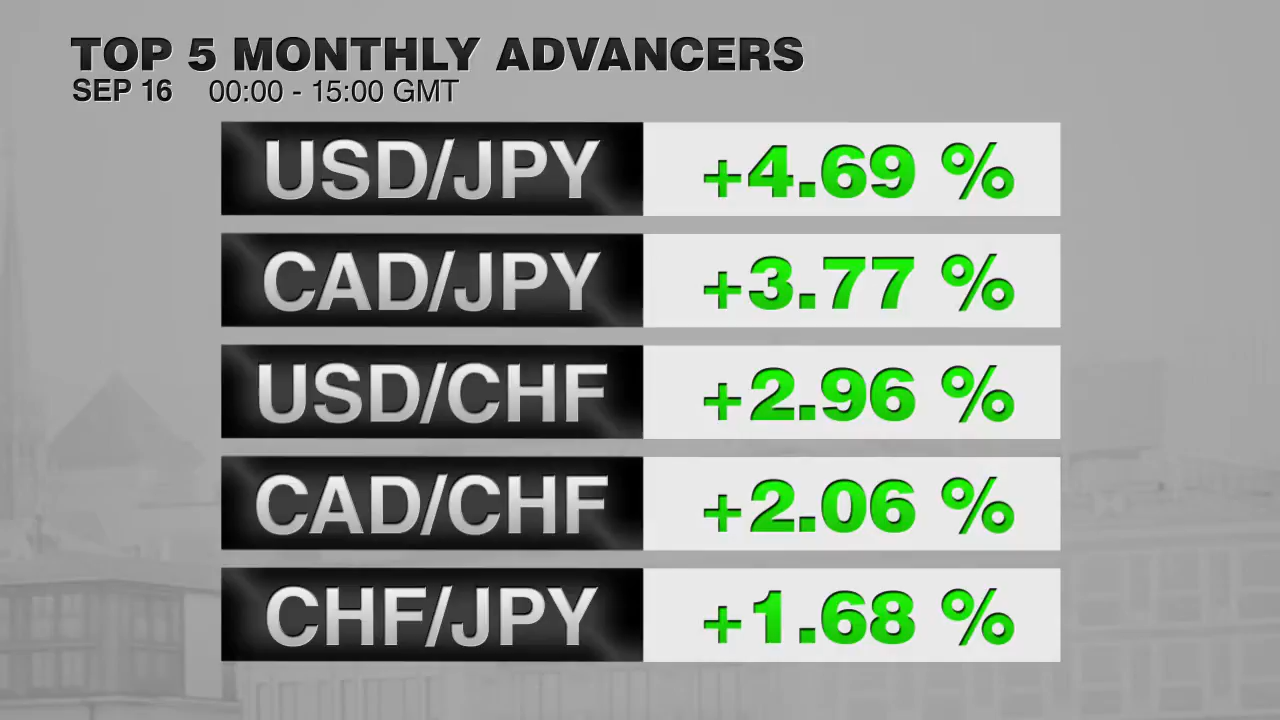 TOP 5 MONTHLY ADVANCERS
SEP 16 00:00 - 15:00 GMT
USD/JPY +4.69 %
CAD/JPY +3.77 %
USD/CHF +2.96 %
CAD/CHF +2.06 %
CHF/JPY +1.68 %